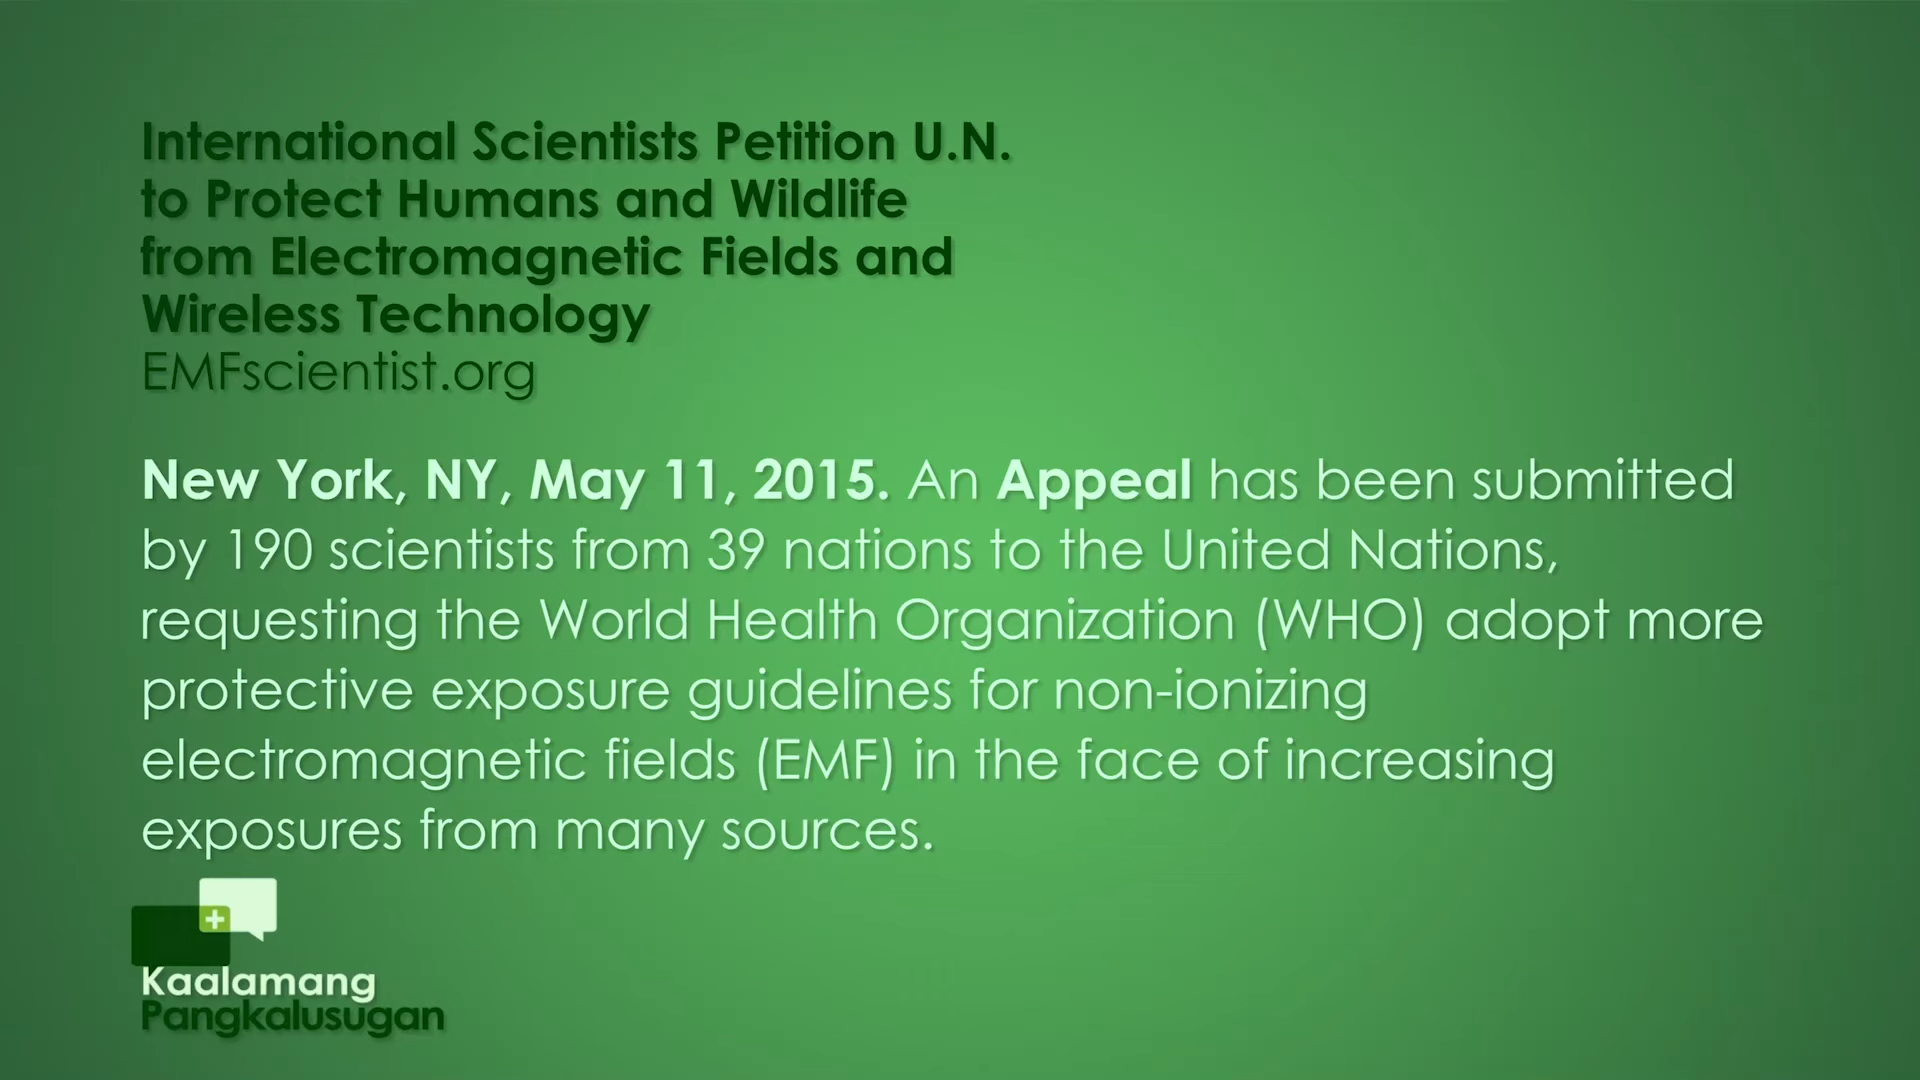 International Scientists Petition U.N.
to Protect Humans and Wildlife
from Electromagnetic Fields and
Wireless Technology
EMFscientist.org
New York, NY, May 11, 2015. An Appeal has been submitted
by 190 scientists from 39 nations to the United Nations,
requesting the World Health Organization (WHO) adopt more
protective exposure guidelines for non-ionizing
electromagnetic fields (EMF) in the face of increasing
exposures from many sources.
Kaalamang
Pangkalusugan